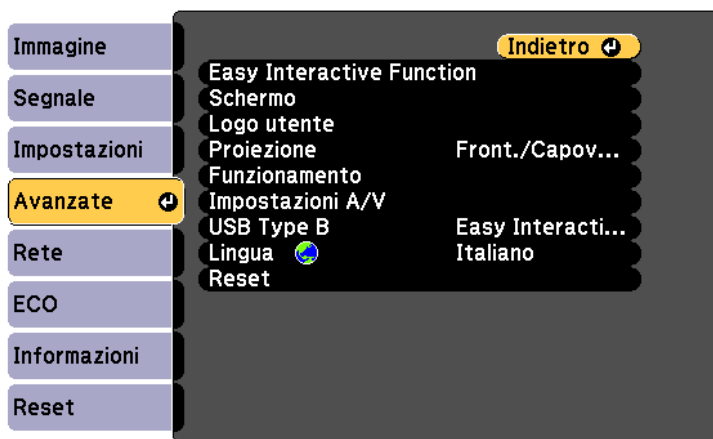 Immagine
Segnale
Impostazioni
Avanzate
Rete
ECO
Informazioni
Reset
Indietro
Easy Interactive Function
Schermo
Logo utente
Proiezione Front./Capov...
Funzionamento
Impostazioni A/V
USB Type B Easy Interacti...
Lingua Italiano
Reset